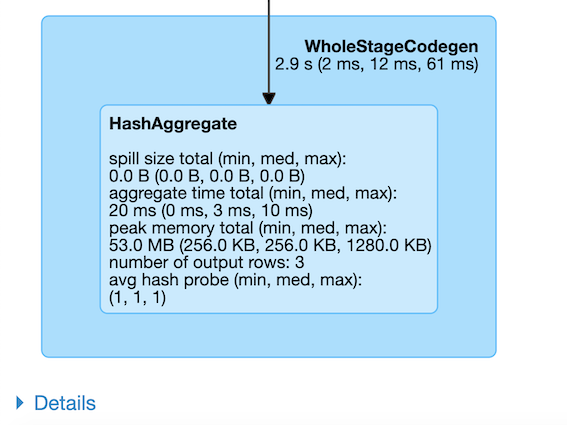 WholeStageCodegen
2.9 s (2 ms, 12 ms, 61 ms)
HashAggregate
spill size total (min, med, max):
0.0 B (0.0 B, 0.0 B, 0.0 B)
aggregate time total (min, med, max):
20 ms (0 ms, 3 ms, 10 ms)
peak memory total (min, med, max):
53.0 MB (256.0 KB, 256.0 KB, 1280.0 KB)
number of output rows: 3
avg hash probe (min, med, max):
(1, 1, 1)
Details